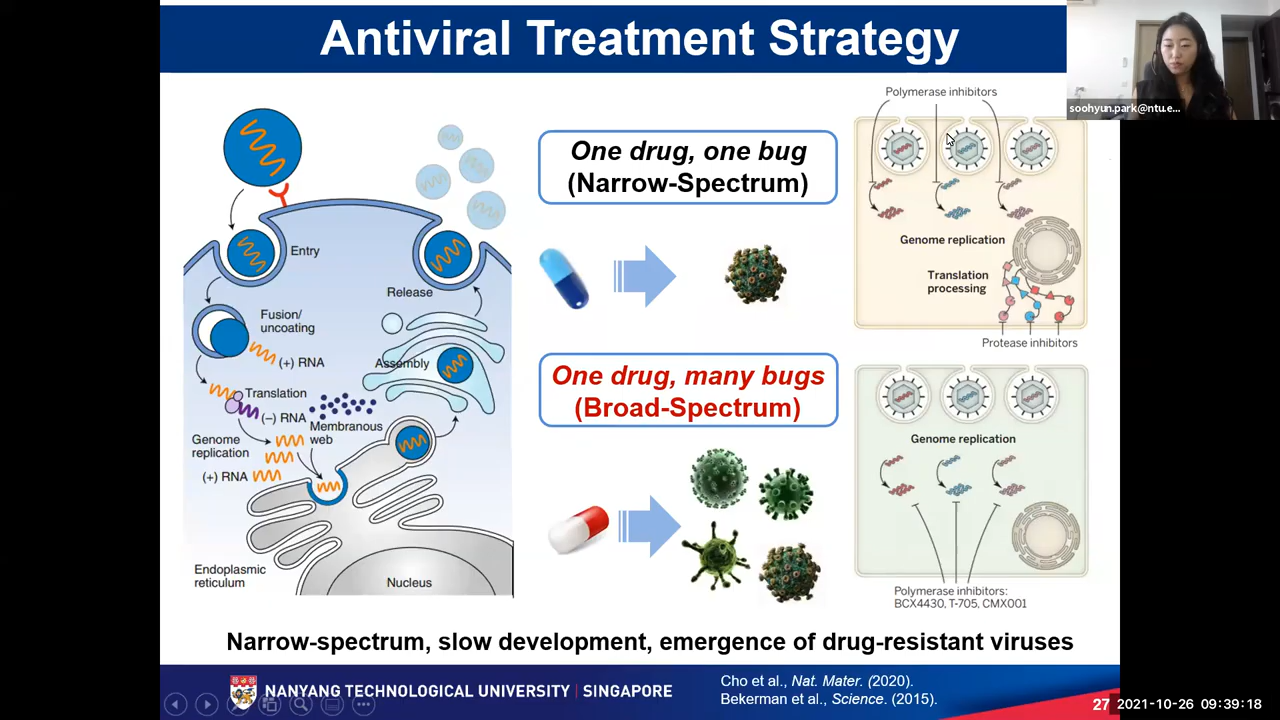 Antiviral Treatment Strategy
soohyun.park@ntu.e...
Entry
Release
Fusion/
uncoating
(+) RNA
Assembly
Translation
(–) RNA
Membranous
web
Genome
replication
(+) RNA
Endoplasmic
reticulum
Nucleus
One drug, one bug
(Narrow-Spectrum)
One drug, many bugs
(Broad-Spectrum)
Polymerase inhibitors
Genome replication
Translation
processing
Protease inhibitors
Genome replication
Polymerase inhibitors:
BCX4430, T-705, CMX001
Narrow-spectrum, slow development, emergence of drug-resistant viruses
NANYANG TECHNOLOGICAL UNIVERSITY | SINGAPORE
Cho et al., Nat. Mater. (2020).
Bekerman et al., Science. (2015).
27
2021-10-26 09:39:18